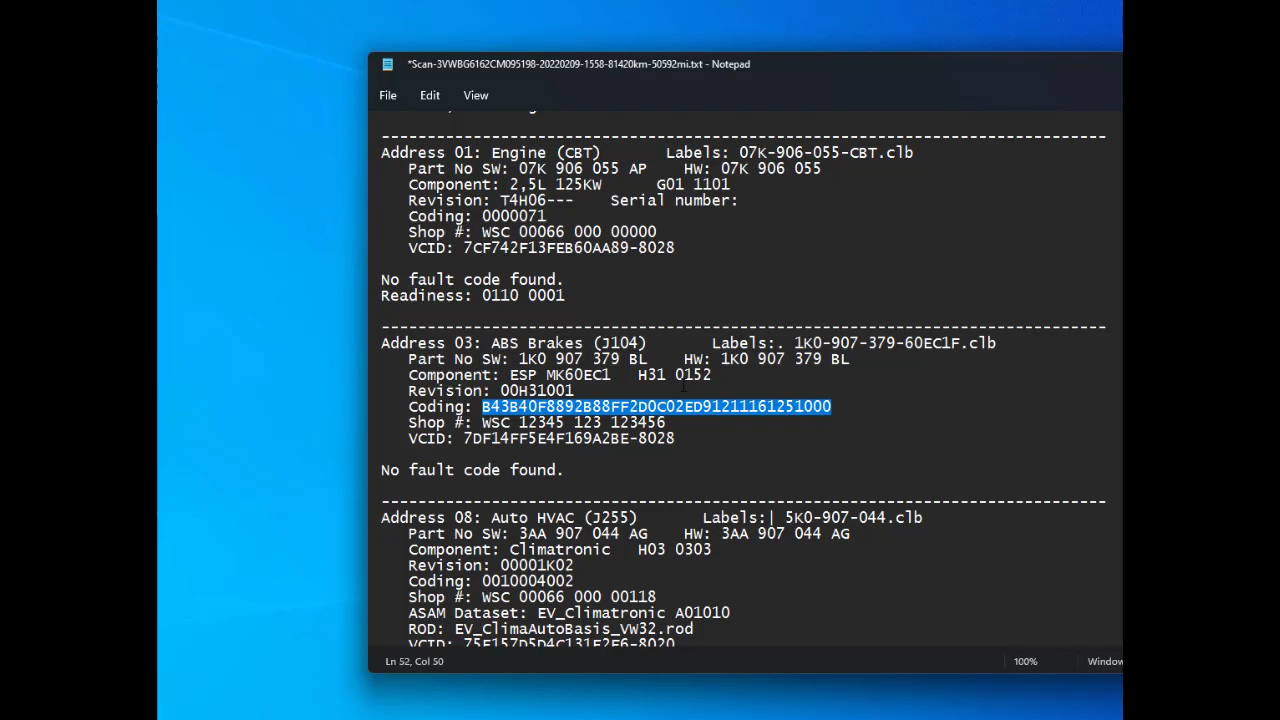 *Scan-3VWBG6162CM095198-20220209-1558-81420km-50592mi.txt - Notepad
File Edit View
--------------------------------------------------------------------------------
Address 01: Engine (CBT) Labels: 07K-906-055-CBT.clb
Part No SW: 07K 906 055 AP HW: 07K 906 055
Component: 2,5L 125KW G01 1101
Revision: T4H06--- Serial number:
Coding: 0000071
Shop #: WSC 00066 000 00000
VCID: 7CF742F13FEB60AA89-8028
No fault code found.
Readiness: 0110 0001
--------------------------------------------------------------------------------
Address 03: ABS Brakes (J104) Labels:. 1K0-907-379-60EC1F.clb
Part No SW: 1K0 907 379 BL HW: 1K0 907 379 BL
Component: ESP MK60EC1 H31 0152
Revision: 00H31001
Coding: B43B40F8892B88FF2D0C02ED91211161251000
Shop #: WSC 12345 123 123456
VCID: 7DF14FF5E4F169A2BE-8028
No fault code found.
--------------------------------------------------------------------------------
Address 08: Auto HVAC (J255) Labels:| 5K0-907-044.clb
Part No SW: 3AA 907 044 AG HW: 3AA 907 044 AG
Component: Climatronic H03 0303
Revision: 00001K02
Coding: 0010004002
Shop #: WSC 00066 000 00118
ASAM Dataset: EV_Climatronic A01010
ROD: EV_ClimaAutoBasis_VW32.rod
VCID: 75F157D5D4C131E2F6-8020
Ln 52, Col 50 100% Window